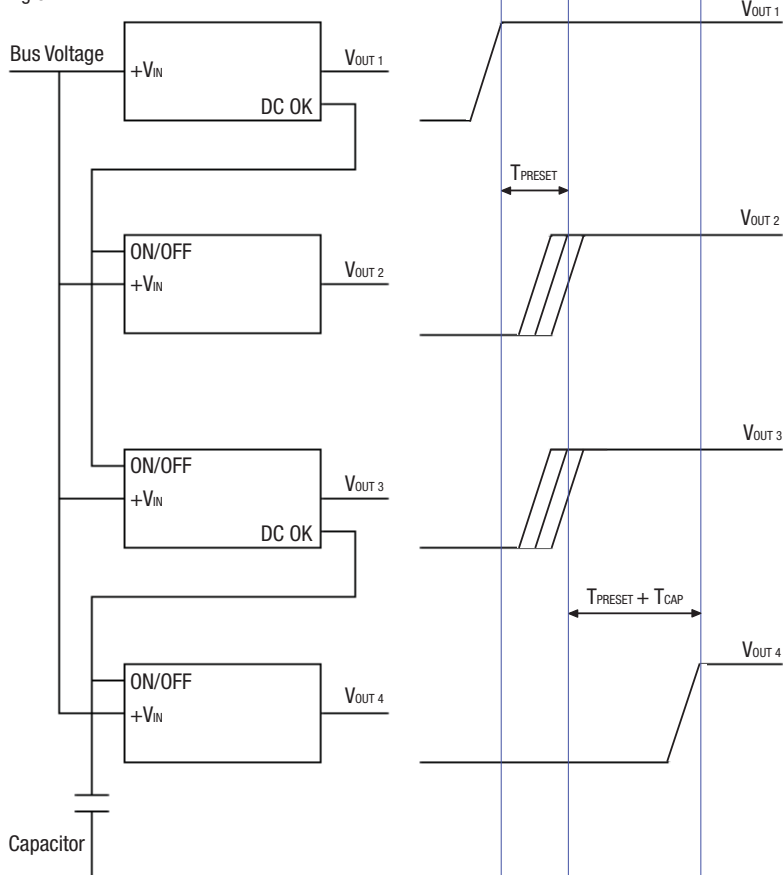 VOUT 1
Bus Voltage
+VIN
VOUT 1
DC OK
TPRESET
VOUT 2
ON/OFF
+VIN
VOUT 2
VOUT 3
ON/OFF
+VIN
VOUT 3
DC OK
TPRESET + TCAP
VOUT 4
ON/OFF
+VIN
VOUT 4
Capacitor